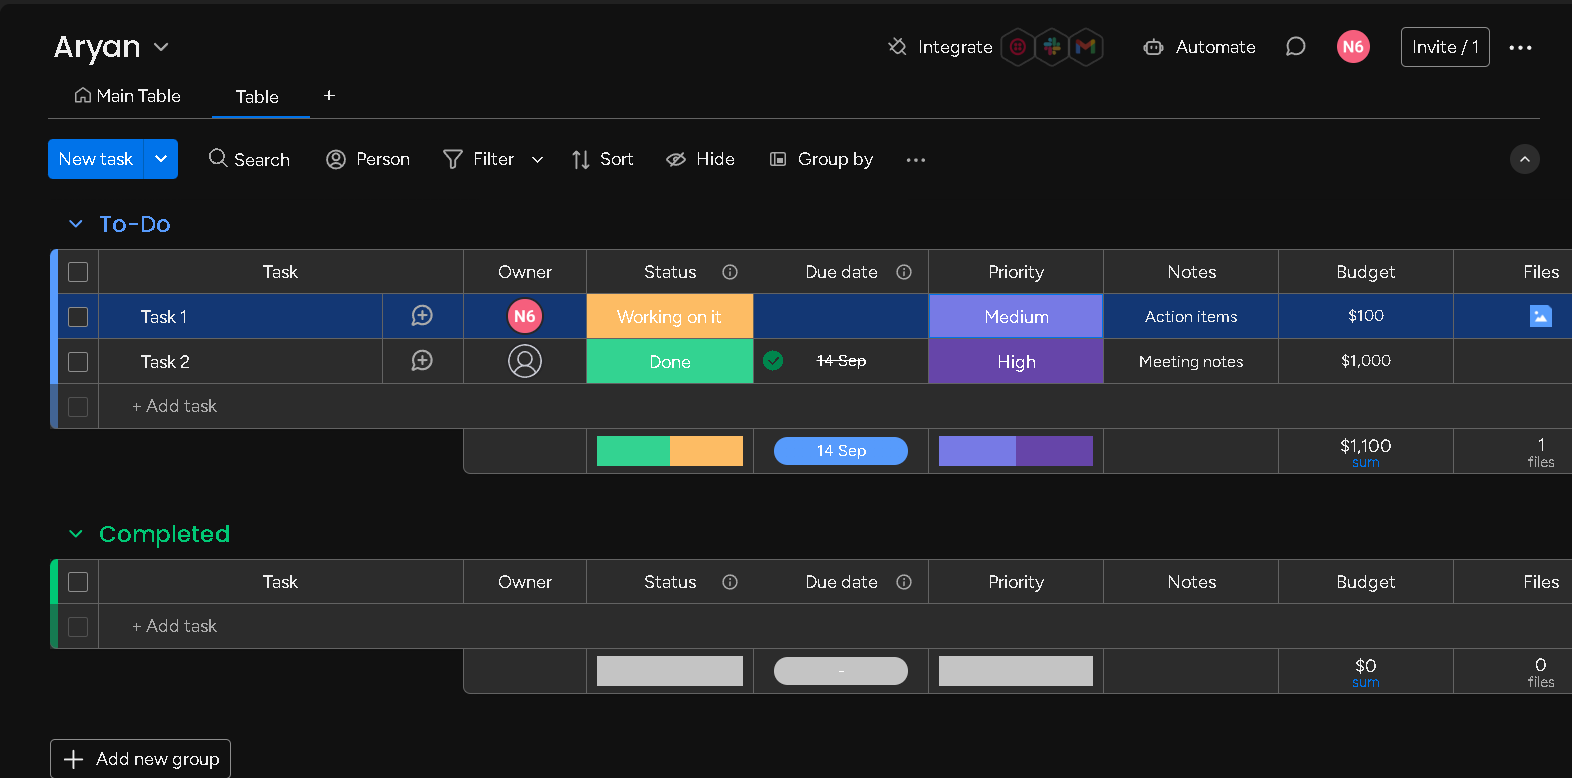 Aryan
Integrate Automate N6 Invite / 1
Main Table Table +
New task Search Person Filter Sort Hide Group by
To-Do
Task Owner Status Due date Priority Notes Budget Files
Task 1 N6 Working on it Medium Action items $100
Task 2 Done 14 Sep High Meeting notes $1,000
+ Add task
14 Sep $1,100 1
sum files
Completed
Task Owner Status Due date Priority Notes Budget Files
+ Add task
- $0 0
sum files
+ Add new group